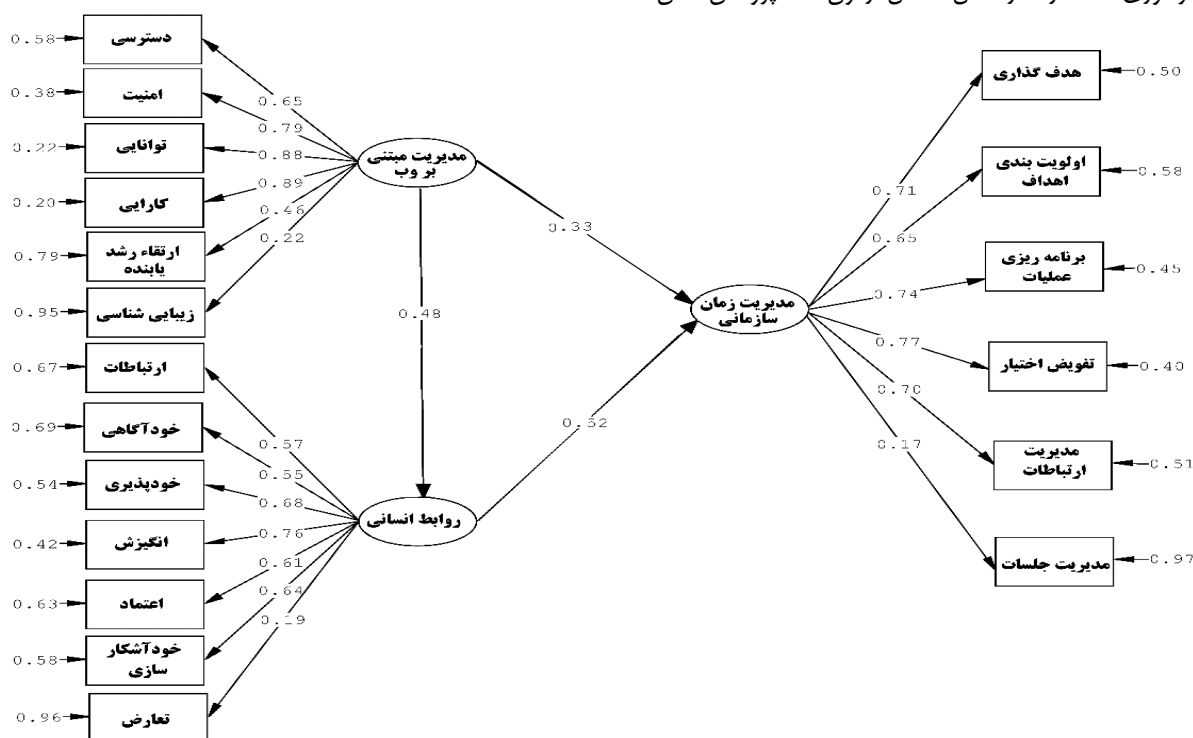 0.58
دسترسی
0.38
امنیت
0.22
توانایی
0.20
کارایی
0.79
ارتقاء رشد
یابنده
0.95
زیبایی شناسی
0.67
ارتباطات
0.69
خودآگاهی
0.54
خودپذیری
0.42
انگیزش
0.63
اعتماد
0.58
خودآشکار
سازی
0.96
تعارض
0.65
0.79
0.88
0.89
0.46
0.22
مدیریت مبتنی
بر وب
0.48
0.33
0.57
0.55
0.68
0.76
0.61
0.64
0.19
روابط انسانی
مدیریت زمان
سازمانی
0.71
0.65
0.74
0.77
0.70
0.17
هدف گذاری
0.50
اولویت بندی
اهداف
0.58
برنامه ریزی
عملیات
0.45
تفویض اختیار
0.40
مدیریت
ارتباطات
0.51
مدیریت جلسات
0.97